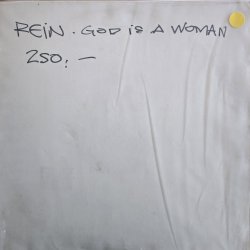 REIN. GOD IS A WOMAN
250:-